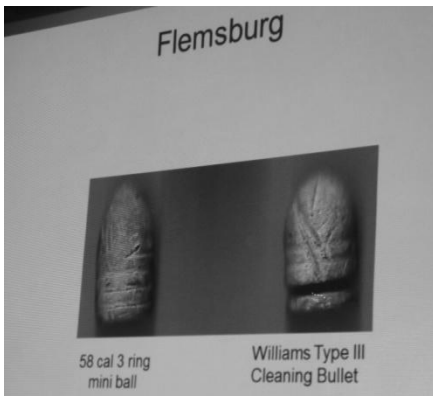 Flemsburg
58 cal 3 ring
mini ball
Williams Type III
Cleaning Bullet